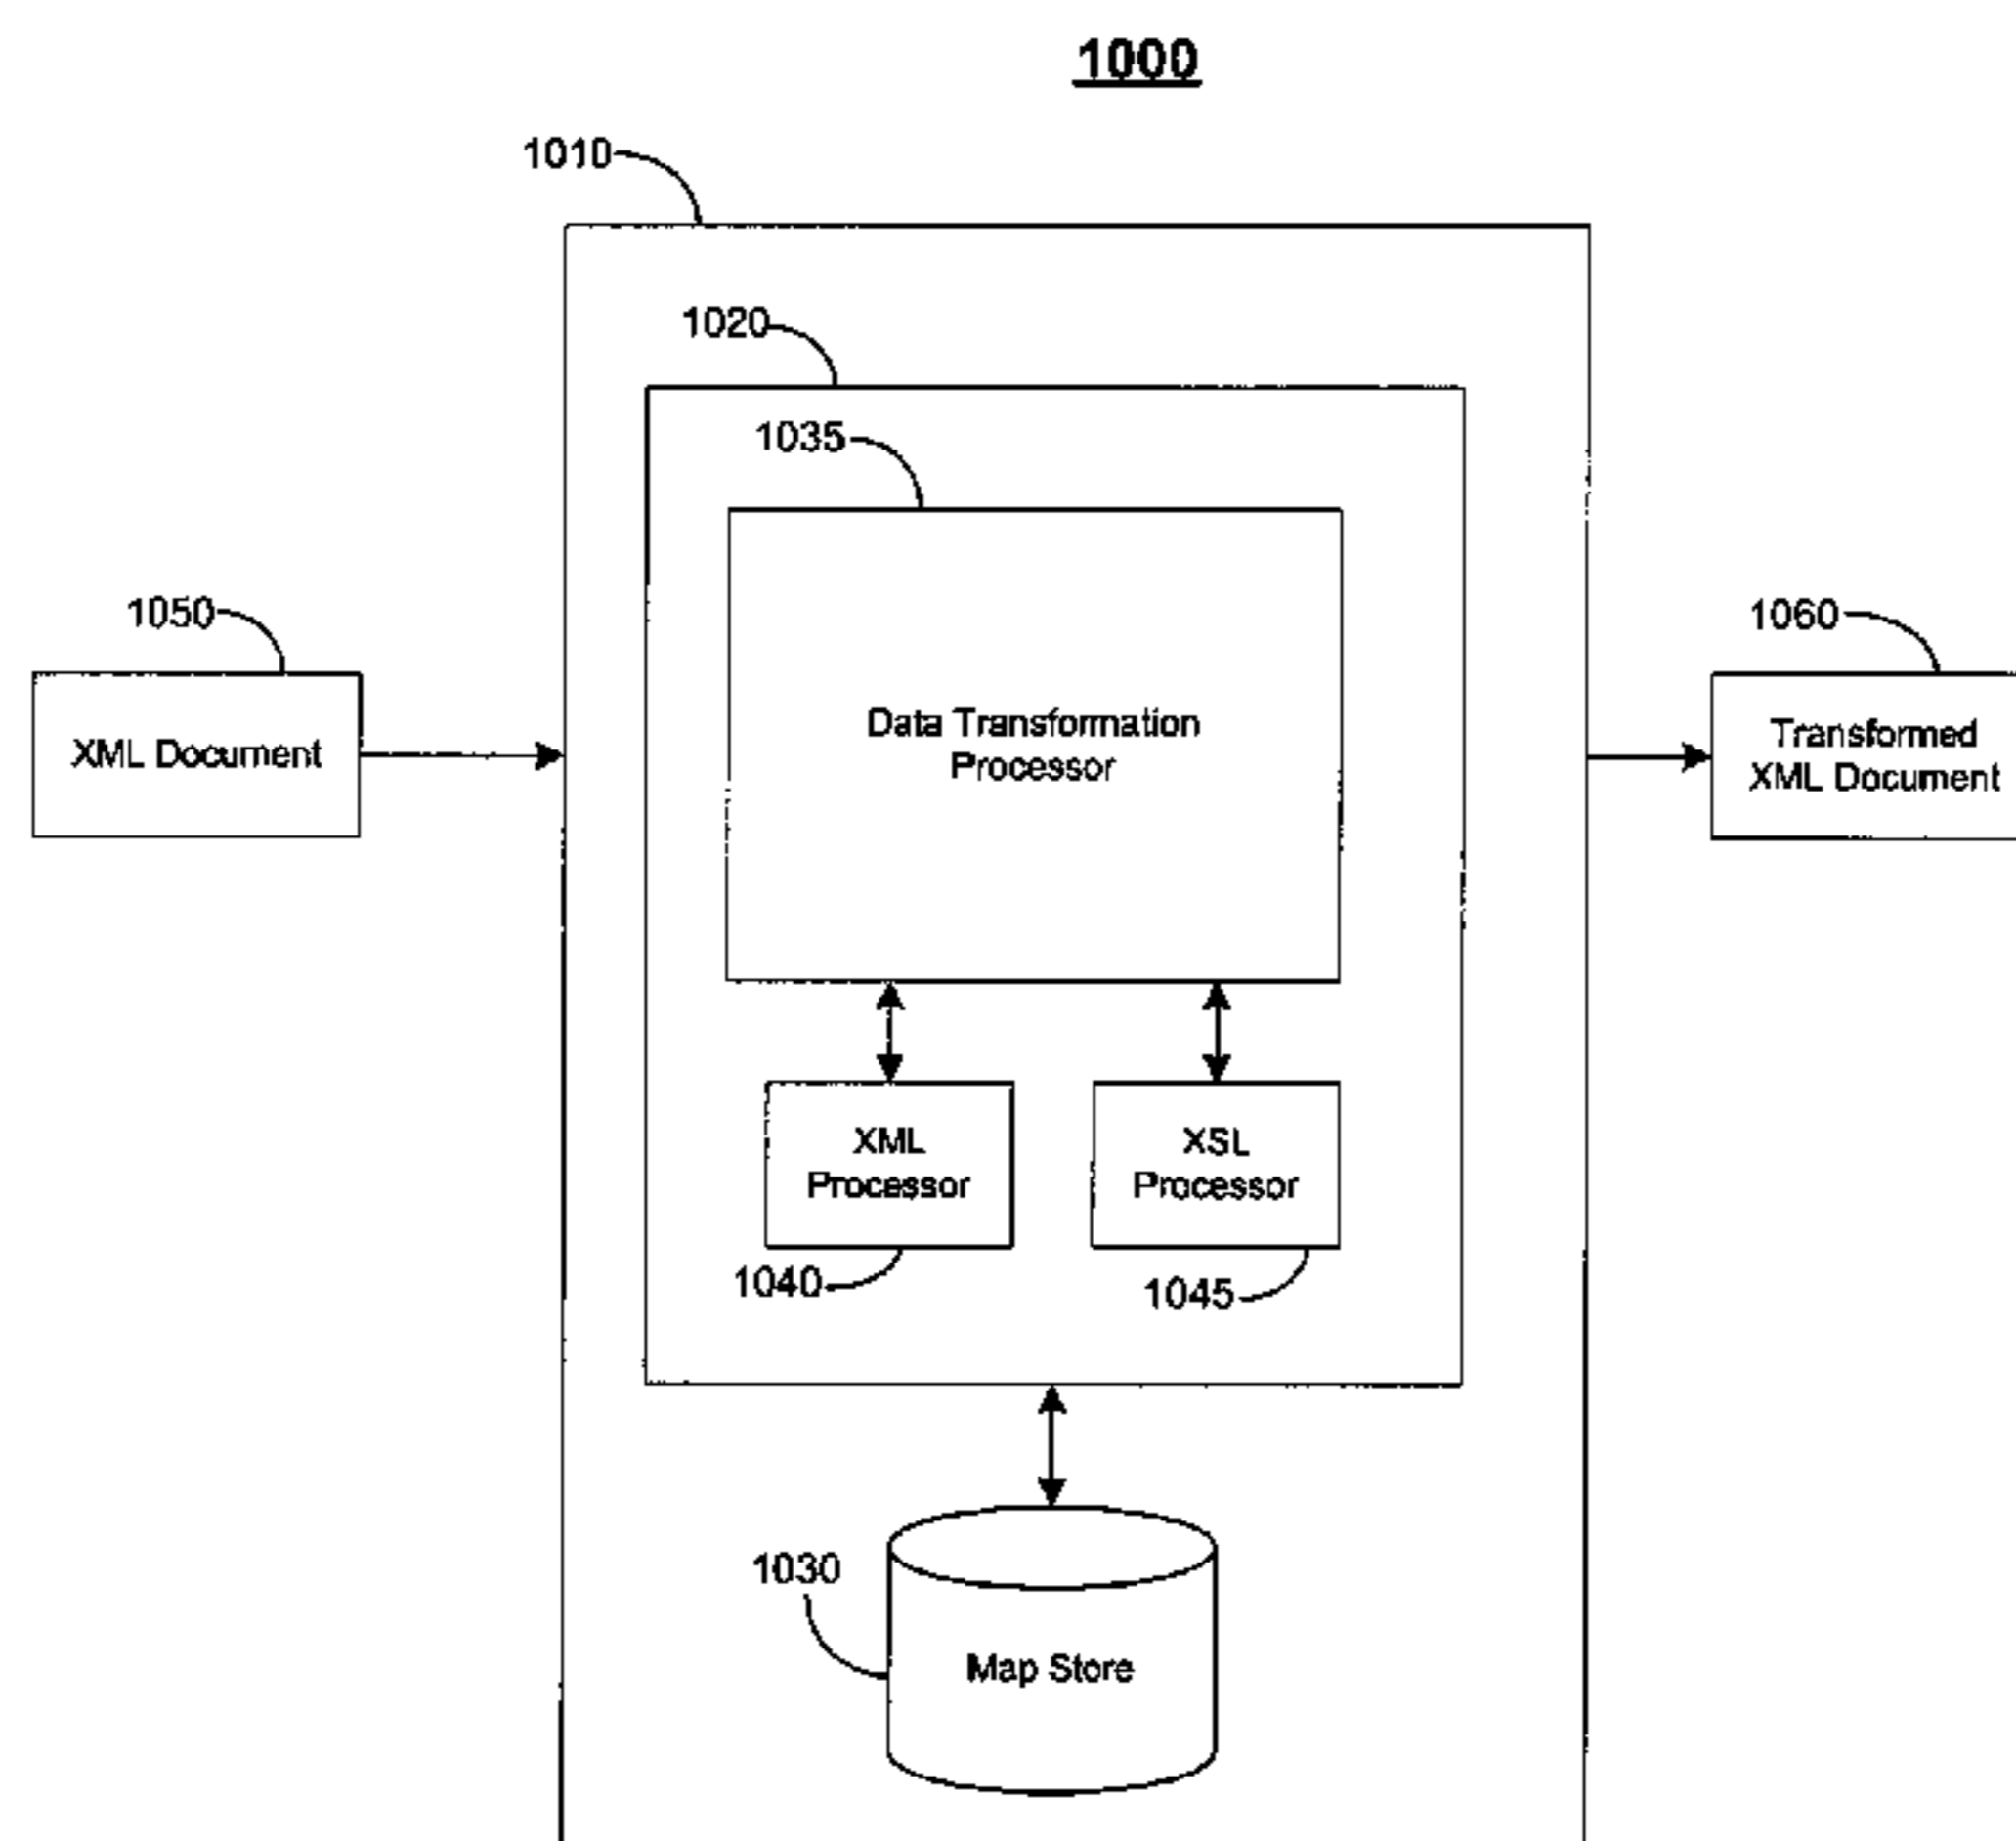 1000
1010
1020
1035
1050
1060
XML Document
Data Transformation
Processor
Transformed
XML Document
XML
Processor
XSL
Processor
1040
1045
1030
Map Store